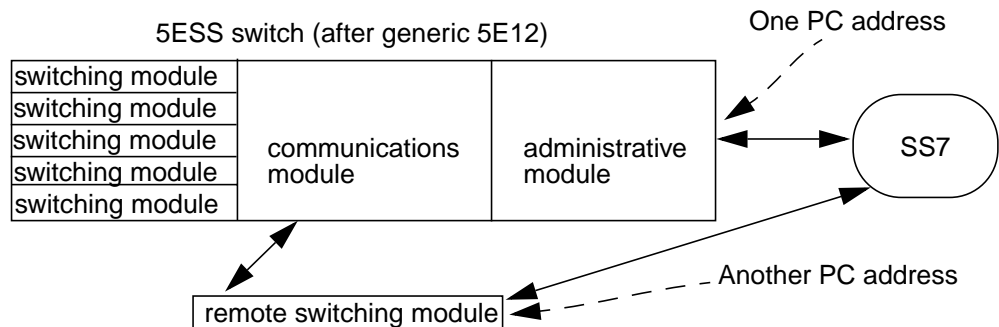 One PC address
5ESS switch (after generic 5E12)
switching module
switching module
switching module
switching module
switching module
communications
module
administrative
module
SS7
Another PC address
remote switching module